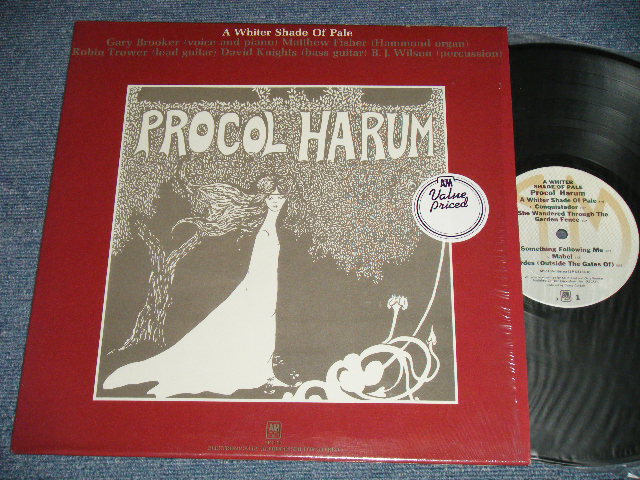 A Whiter Shade Of Pale
Gary Brooker (voice and piano) Matthew Fisher (Hammond organ)
Robin Trower (lead guitar) David Knights (bass guitar) B. J. Wilson (percussion)
PROCOL HARUM
A&M
Value
Priced
A&M
A WHITER
SHADE OF PALE
Procol Harum
A Whiter Shade Of Pale
Conquistador
She Wandered Through The
Garden Fence
Something Following Me
Mabel
rdes (Outside The Gates Of)
A&M
1